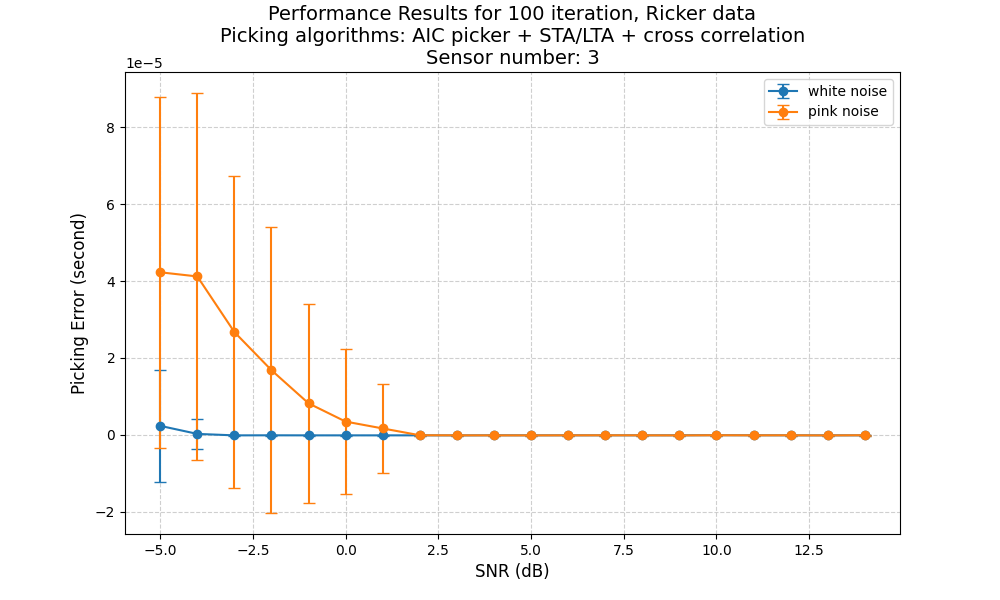 Performance Results for 100 iteration, Ricker data
Picking algorithms: AIC picker + STA/LTA + cross correlation
Sensor number: 3
1e−5
white noise
pink noise
8
6
4
2
0
−2
Picking Error (second)
−5.0 −2.5 0.0 2.5 5.0 7.5 10.0 12.5
SNR (dB)